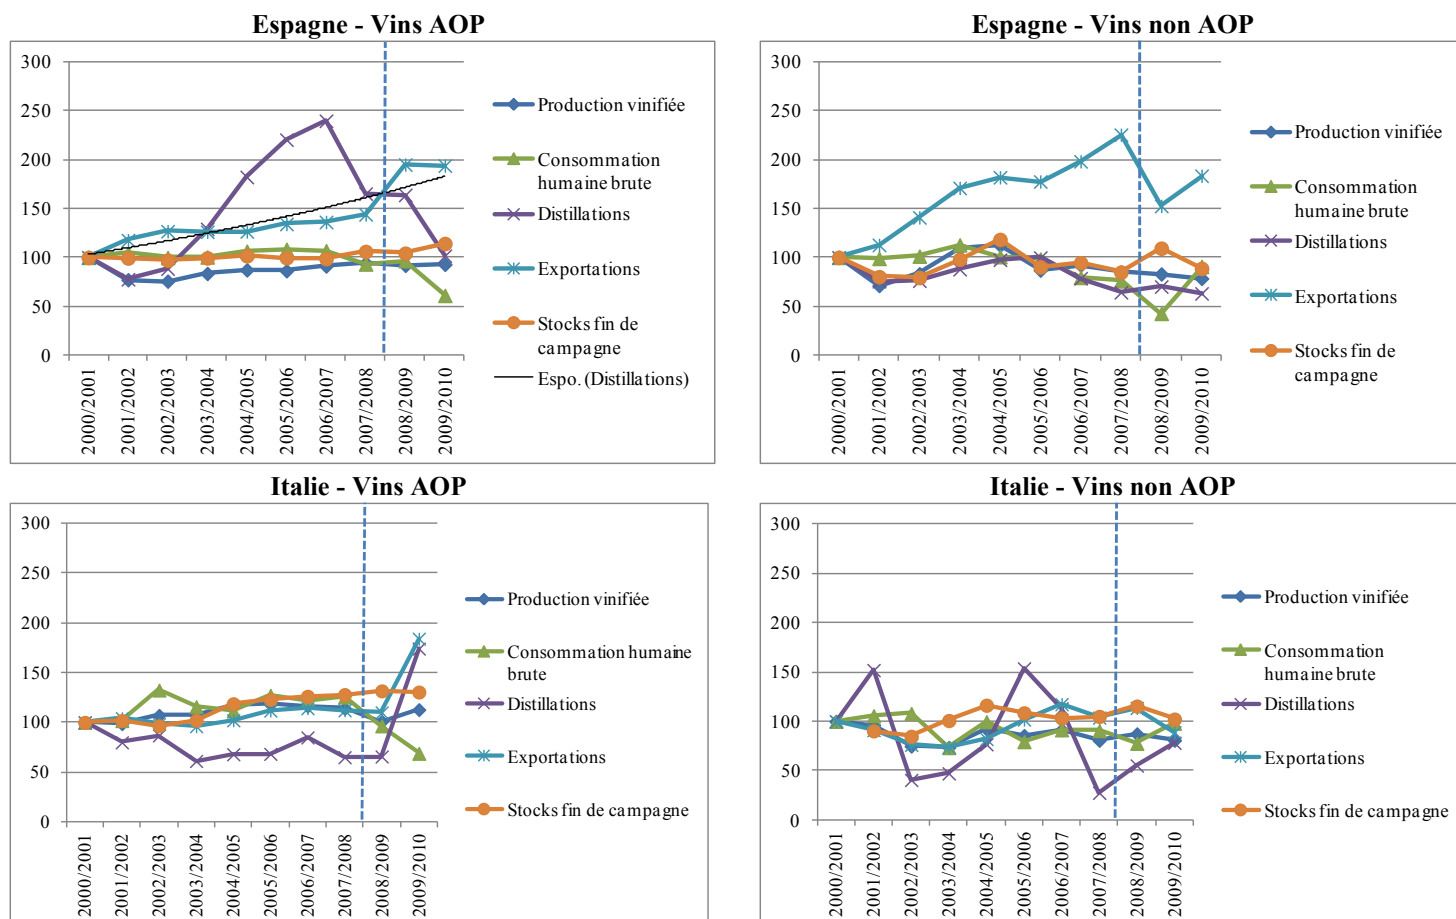 Espagne - Vins AOP
300
250
200
150
100
50
0
2000/2001
2001/2002
2002/2003
2003/2004
2004/2005
2005/2006
2006/2007
2007/2008
2008/2009
2009/2010
Production vinifiée
Consommation
humaine brute
Distillations
Exportations
Stocks fin de
campagne
Espo. (Distillations)
Espagne - Vins non AOP
300
250
200
150
100
50
0
2000/2001
2001/2002
2002/2003
2003/2004
2004/2005
2005/2006
2006/2007
2007/2008
2008/2009
2009/2010
Production vinifiée
Consommation
humaine brute
Distillations
Exportations
Stocks fin de
campagne
Italie - Vins AOP
300
250
200
150
100
50
0
2000/2001
2001/2002
2002/2003
2003/2004
2004/2005
2005/2006
2006/2007
2007/2008
2008/2009
2009/2010
Production vinifiée
Consommation humaine
brute
Distillations
Exportations
Stocks fin de campagne
Italie - Vins non AOP
300
250
200
150
100
50
0
2000/2001
2001/2002
2002/2003
2003/2004
2004/2005
2005/2006
2006/2007
2007/2008
2008/2009
2009/2010
Production vinifiée
Consommation
humaine brute
Distillations
Exportations
Stocks fin de campagne